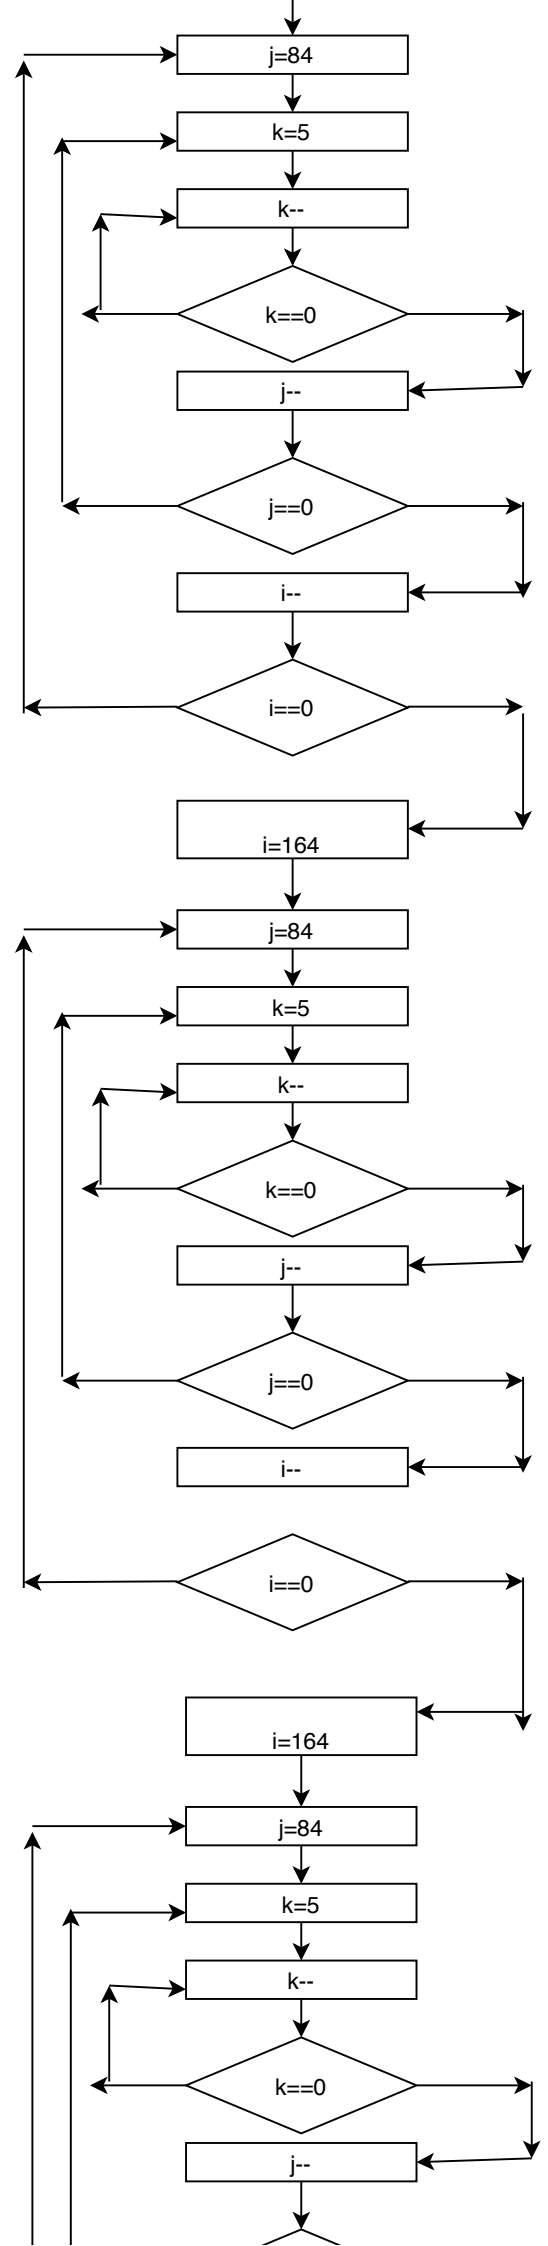 j=84
k=5
k--
k==0
j--
j==0
i--
i==0
i=164
j=84
k=5
k--
k==0
j--
j==0
i--
i==0
i=164
j=84
k=5
k--
k==0
j--